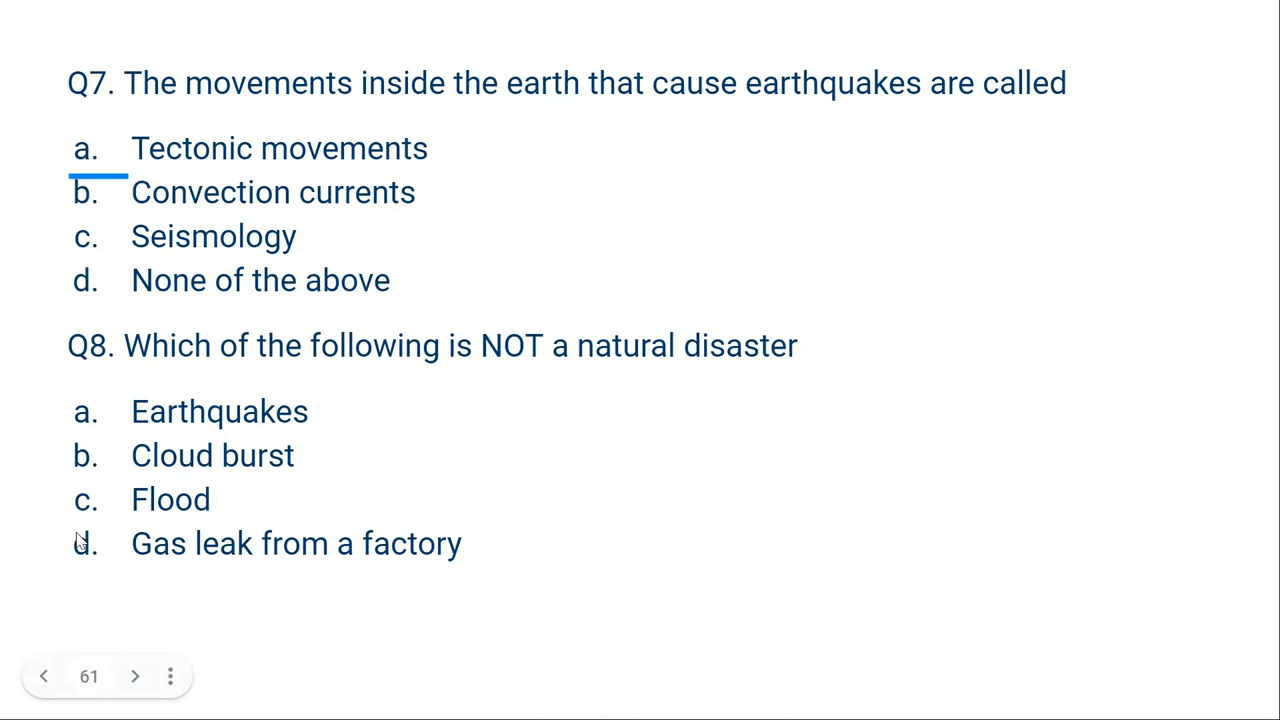 Q7. The movements inside the earth that cause earthquakes are called
a. Tectonic movements
b. Convection currents
c. Seismology
d. None of the above
Q8. Which of the following is NOT a natural disaster
a. Earthquakes
b. Cloud burst
c. Flood
d. Gas leak from a factory
61